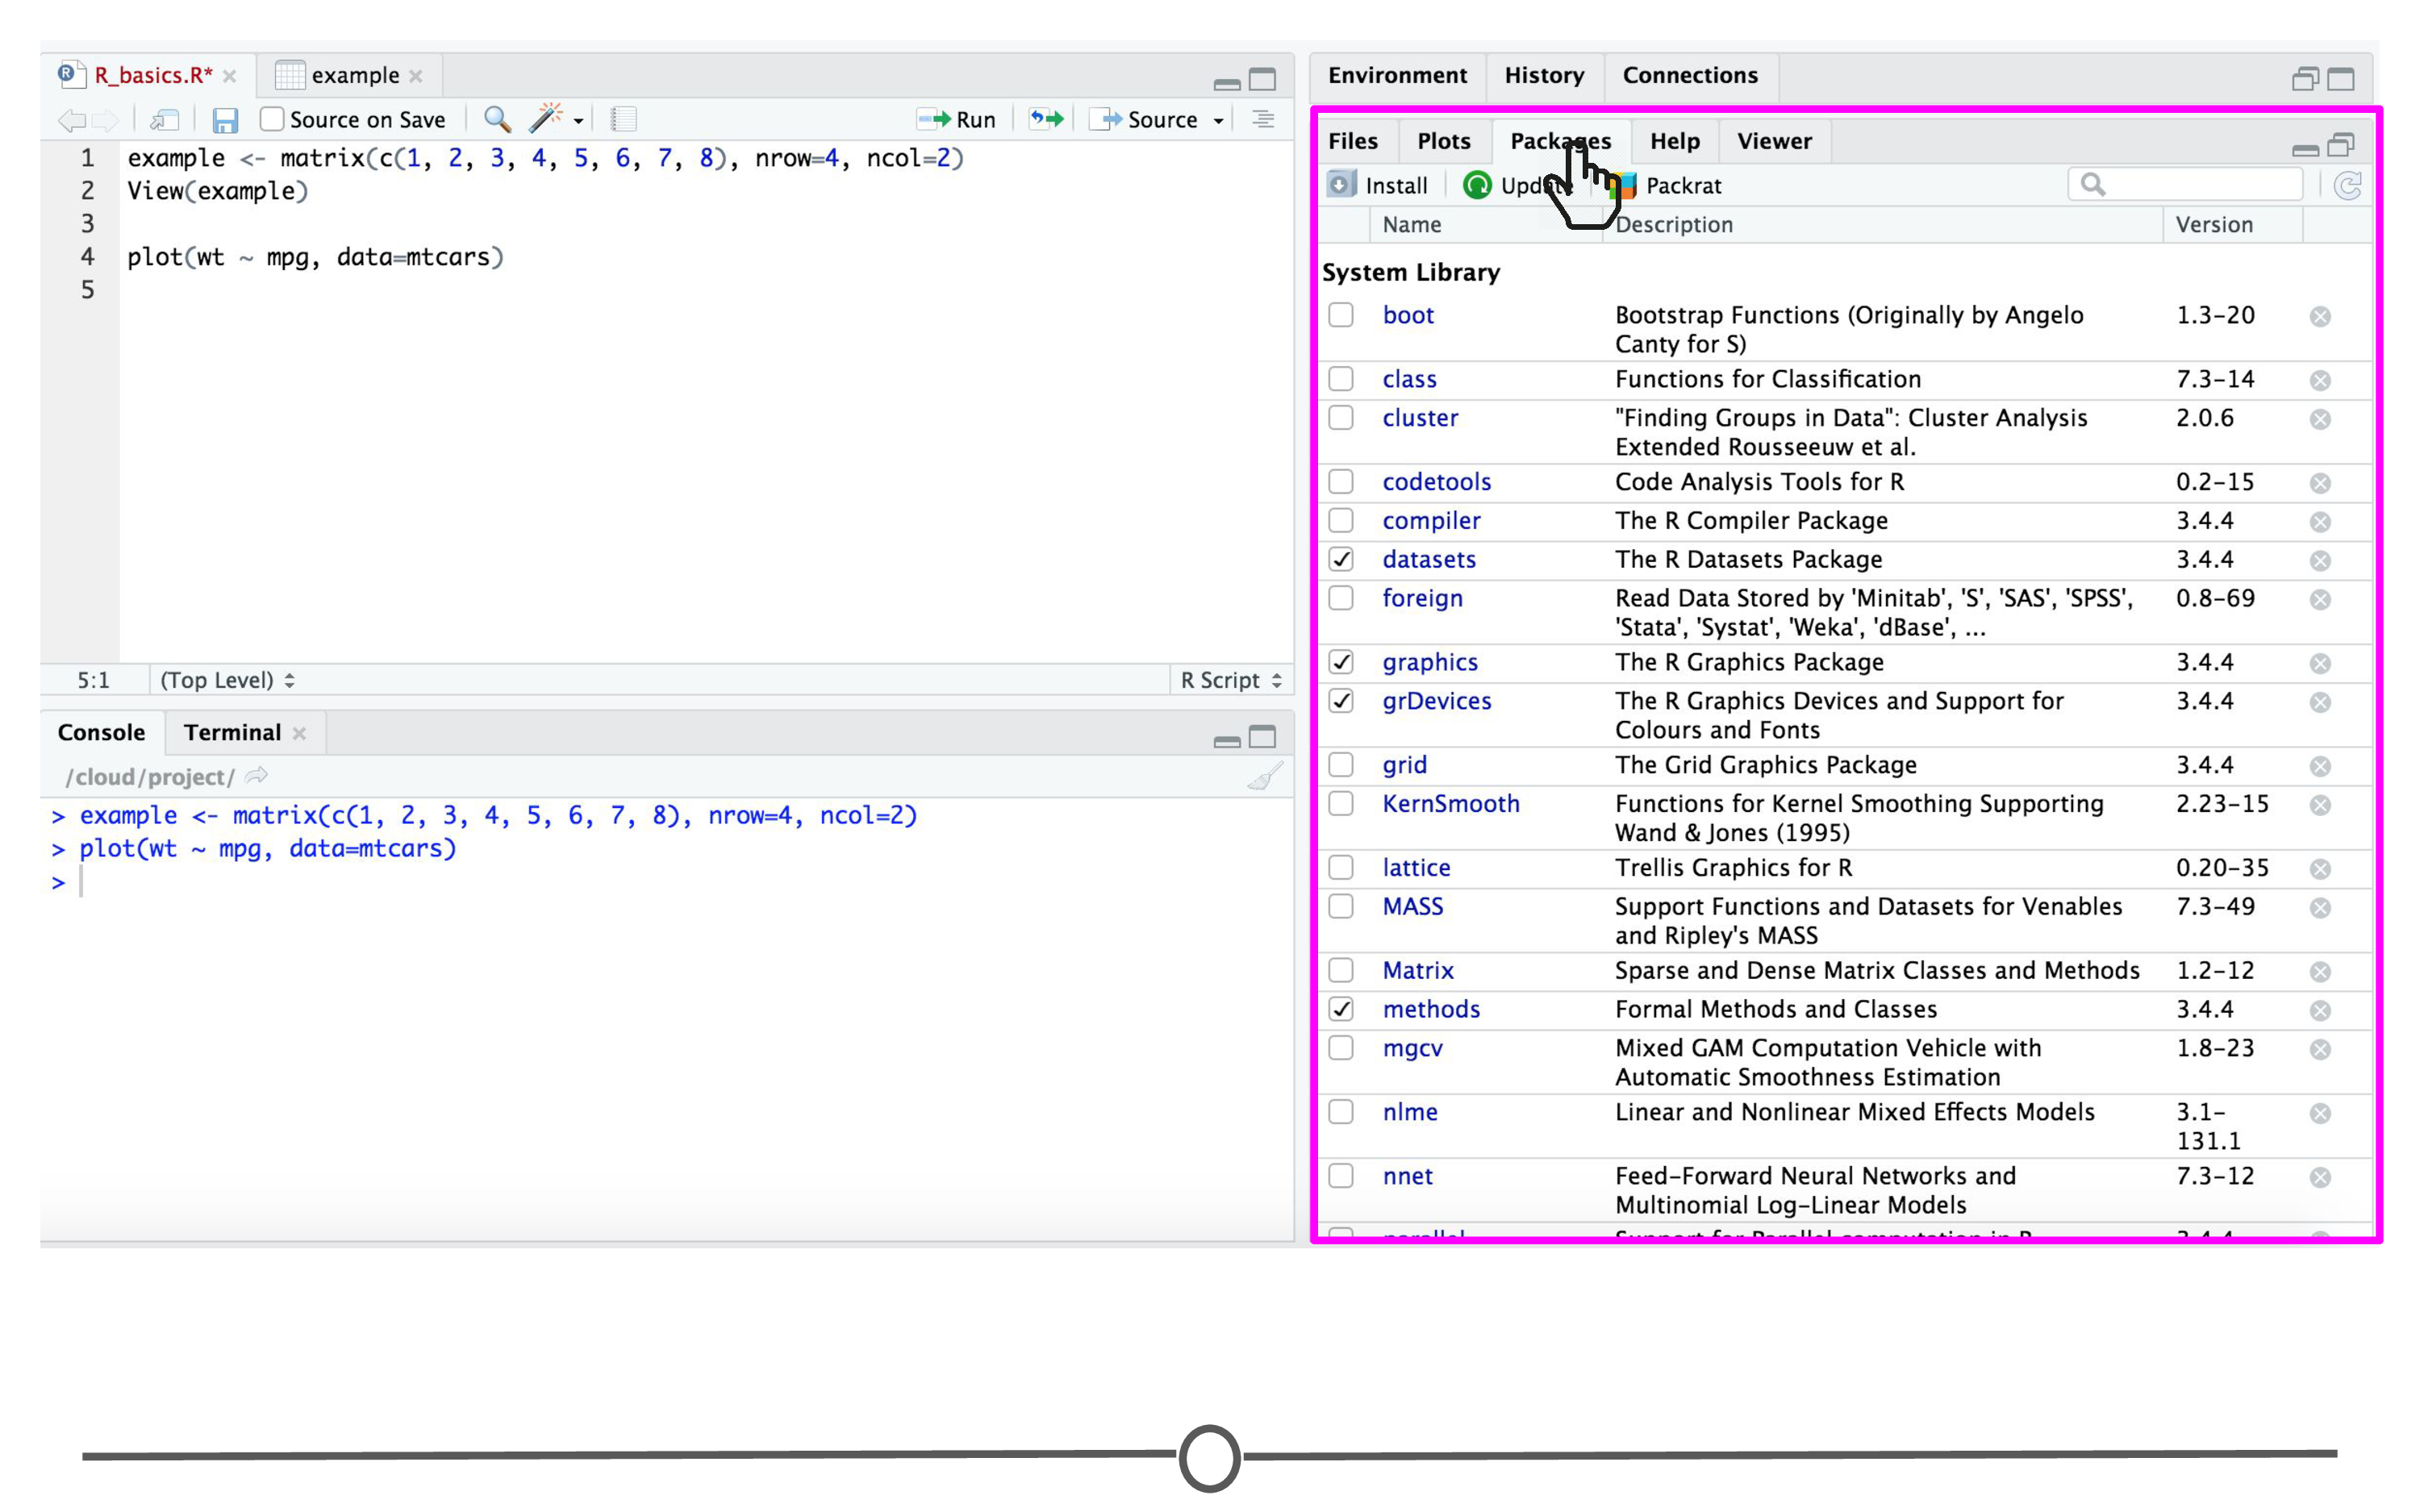 R_basics.R* example
Source on Save Run Source
1 example <- matrix(c(1, 2, 3, 4, 5, 6, 7, 8), nrow=4, ncol=2)
2 View(example)
3
4 plot(wt ~ mpg, data=mtcars)
5
5:1 (Top Level) R Script
Console Terminal
/cloud/project/
> example <- matrix(c(1, 2, 3, 4, 5, 6, 7, 8), nrow=4, ncol=2)
> plot(wt ~ mpg, data=mtcars)
>
Environment History Connections
Files Plots Packages Help Viewer
Install Update Packrat
Name Description Version
System Library
boot Bootstrap Functions (Originally by Angelo 1.3-20
Canty for S)
class Functions for Classification 7.3-14
cluster "Finding Groups in Data": Cluster Analysis 2.0.6
Extended Rousseeuw et al.
codetools Code Analysis Tools for R 0.2-15
compiler The R Compiler Package 3.4.4
datasets The R Datasets Package 3.4.4
foreign Read Data Stored by 'Minitab', 'S', 'SAS', 'SPSS', 0.8-69
'Stata', 'Systat', 'Weka', 'dBase', ...
graphics The R Graphics Package 3.4.4
grDevices The R Graphics Devices and Support for 3.4.4
Colours and Fonts
grid The Grid Graphics Package 3.4.4
KernSmooth Functions for Kernel Smoothing Supporting 2.23-15
Wand & Jones (1995)
lattice Trellis Graphics for R 0.20-35
MASS Support Functions and Datasets for Venables 7.3-49
and Ripley's MASS
Matrix Sparse and Dense Matrix Classes and Methods 1.2-12
methods Formal Methods and Classes 3.4.4
mgcv Mixed GAM Computation Vehicle with 1.8-23
Automatic Smoothness Estimation
nlme Linear and Nonlinear Mixed Effects Models 3.1-
131.1
nnet Feed-Forward Neural Networks and 7.3-12
Multinomial Log-Linear Models
parallel Support for Parallel computation in R 3.4.4